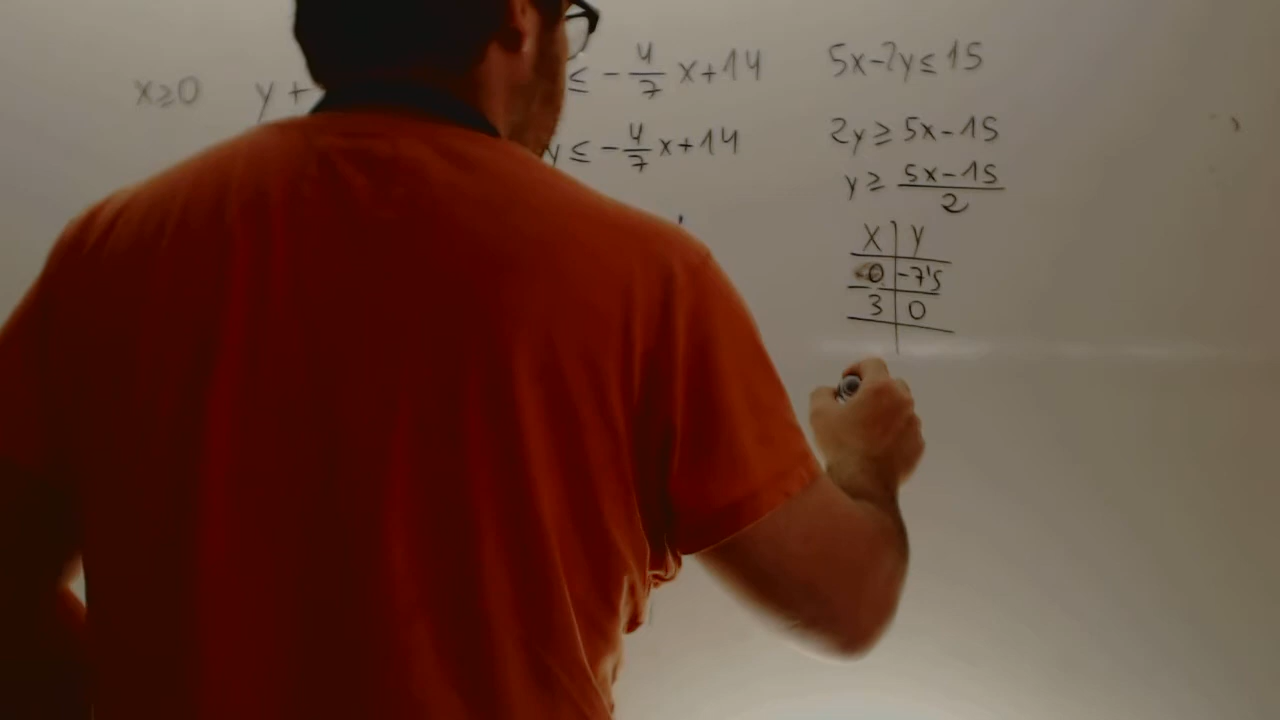 x≥0 y+
≤ -4/7 x+14
y ≤ -4/7 x+14
5x-2y≤15
2y≥5x-15
y≥ 5x-15/2
x | y
0 | -7's
3 | 0